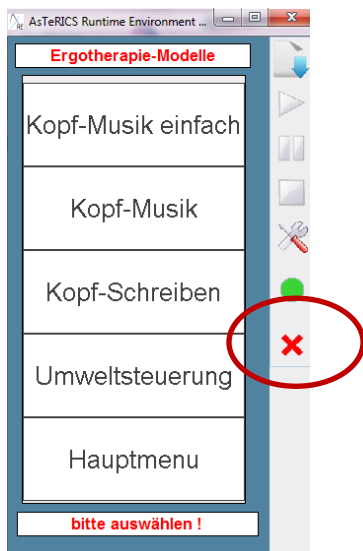 AsTeRICS Runtime Environment ...
Ergotherapie-Modelle
Kopf-Musik einfach
Kopf-Musik
Kopf-Schreiben
Umweltsteuerung
Hauptmenu
bitte auswählen !